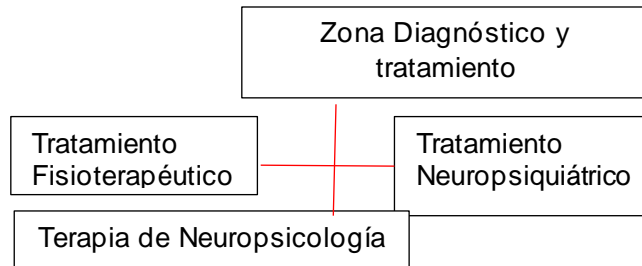 Zona Diagnóstico y
tratamiento
Tratamiento
Fisioterapéutico
Tratamiento
Neuropsiquiátrico
Terapia de Neuropsicología